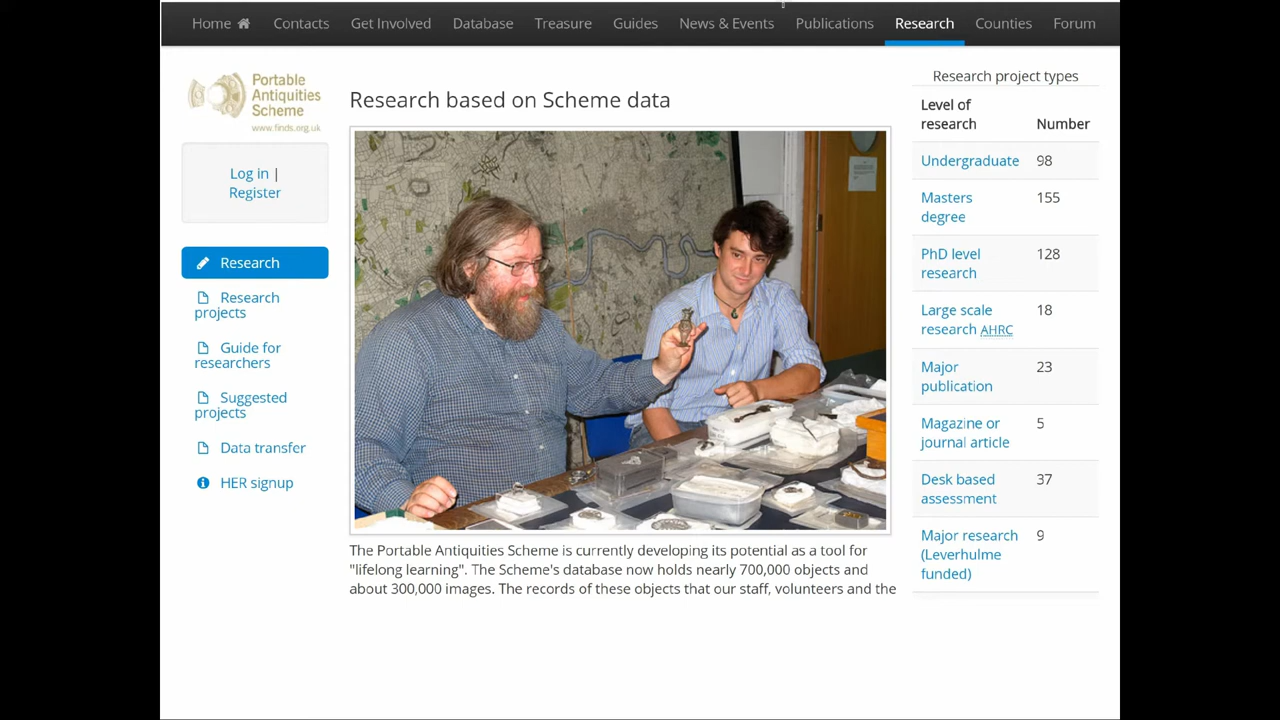 Home Contacts Get Involved Database Treasure Guides News & Events Publications Research Counties Forum
Portable
Antiquities
Scheme
www.finds.org.uk
Log in |
Register
Research
Research
projects
Guide for
researchers
Suggested
projects
Data transfer
HER signup
Research based on Scheme data
The Portable Antiquities Scheme is currently developing its potential as a tool for
"lifelong learning". The Scheme's database now holds nearly 700,000 objects and
about 300,000 images. The records of these objects that our staff, volunteers and the
Research project types
Level of
research Number
Undergraduate 98
Masters 155
degree
PhD level 128
research
Large scale 18
research AHRC
Major 23
publication
Magazine or 5
journal article
Desk based 37
assessment
Major research 9
(Leverhulme
funded)